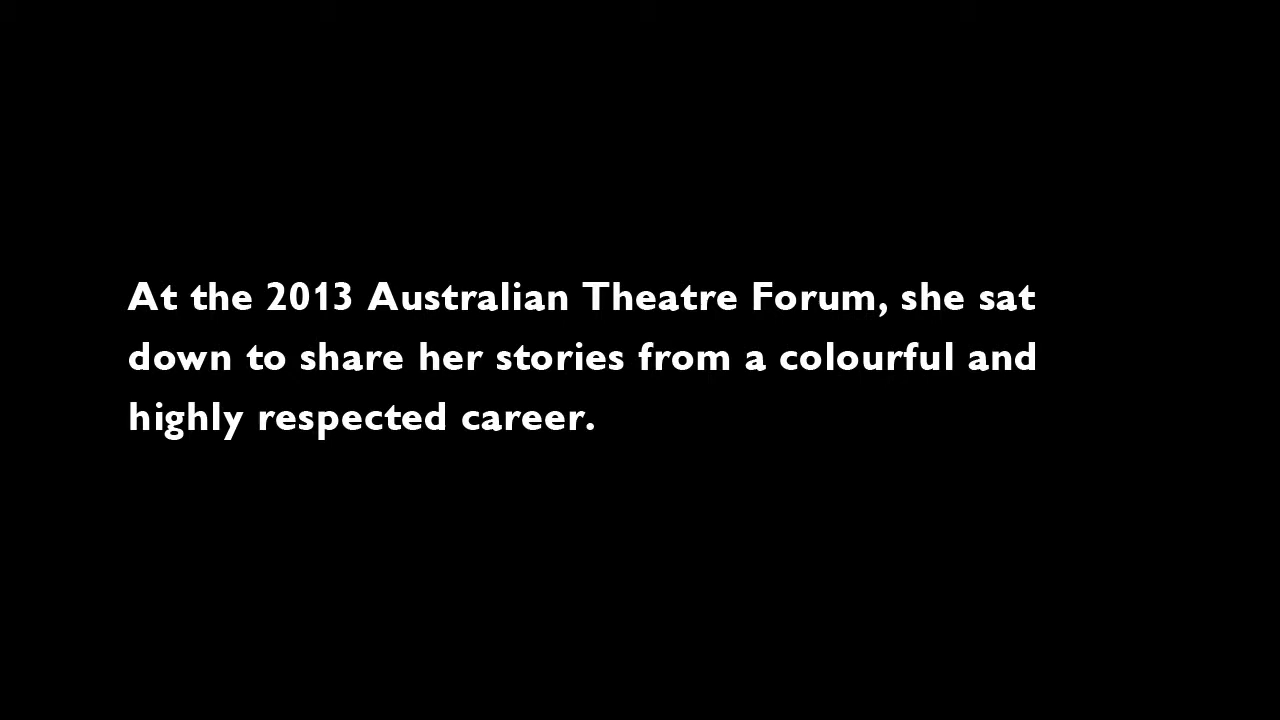 At the 2013 Australian Theatre Forum, she sat
down to share her stories from a colourful and
highly respected career.